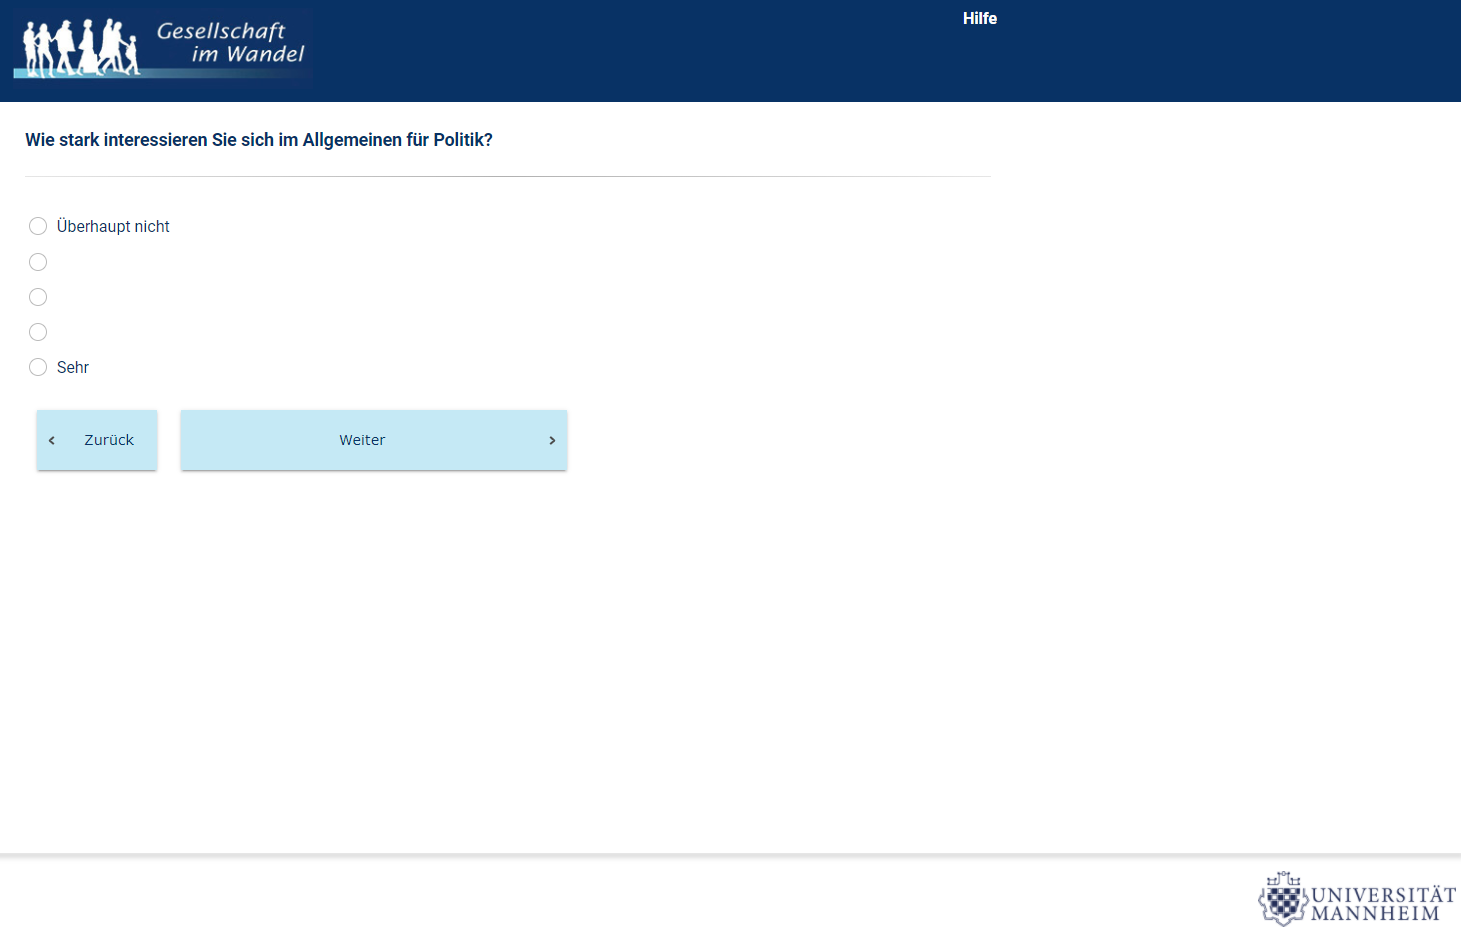 Gesellschaft
im Wandel
Hilfe
Wie stark interessieren Sie sich im Allgemeinen für Politik?
Überhaupt nicht
Sehr
‹ Zurück
Weiter ›
UNIVERSITÄT
MANNHEIM